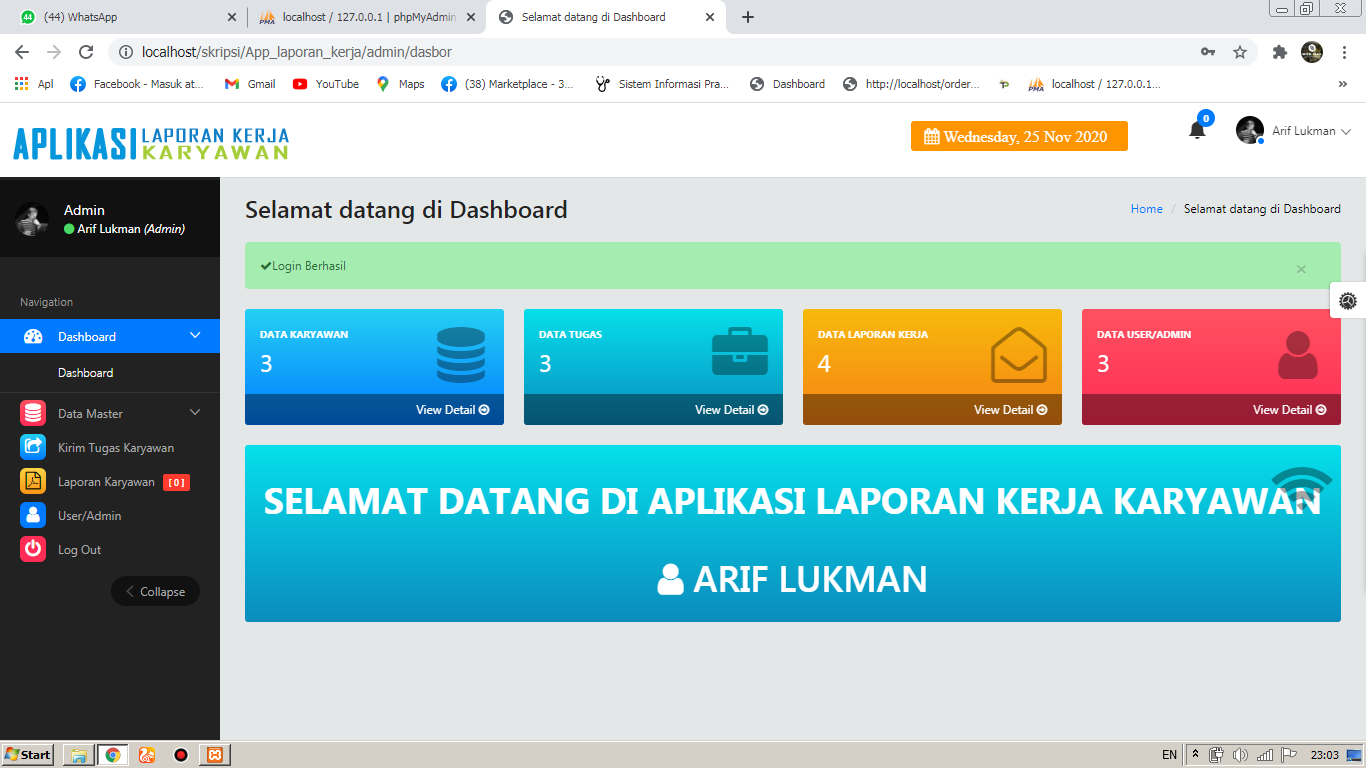 (44) WhatsApp
localhost / 127.0.0.1 | phpMyAdmin
Selamat datang di Dashboard
localhost/skripsi/App_laporan_kerja/admin/dasbor
Apl
Facebook - Masuk at...
Gmail
YouTube
Maps
(38) Marketplace - 3...
Sistem Informasi Pra...
Dashboard
http://localhost/order...
localhost / 127.0.0.1...
APLIKASI LAPORAN KERJA KARYAWAN
Wednesday, 25 Nov 2020
0
Arif Lukman
Admin
Arif Lukman (Admin)
Navigation
Dashboard
Dashboard
Data Master
Kirim Tugas Karyawan
Laporan Karyawan [ 0 ]
User/Admin
Log Out
Collapse
Selamat datang di Dashboard
Home / Selamat datang di Dashboard
Login Berhasil
×
DATA KARYAWAN
3
View Detail
DATA TUGAS
3
View Detail
DATA LAPORAN KERJA
4
View Detail
DATA USER/ADMIN
3
View Detail
SELAMAT DATANG DI APLIKASI LAPORAN KERJA KARYAWAN
ARIF LUKMAN
Start
EN
23:03